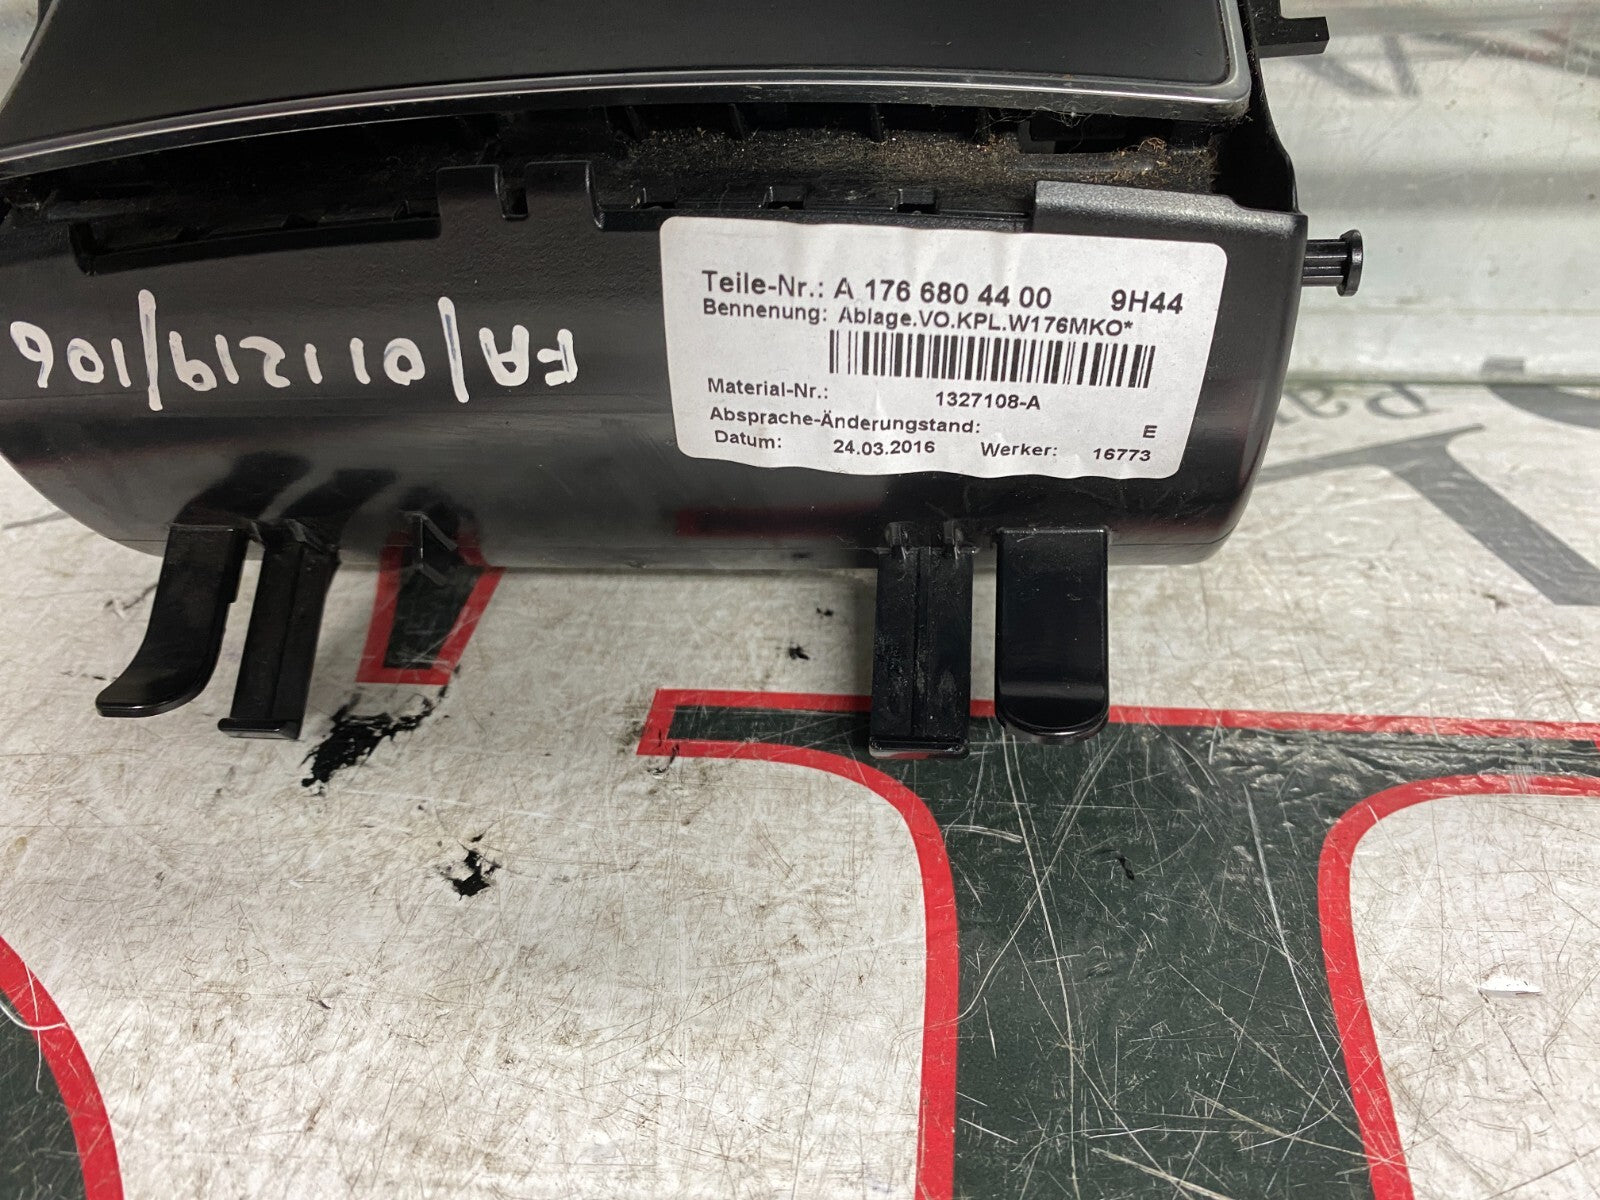 Teile-Nr.: A 176 680 44 00 9H44
Bennenung: Ablage.VO.KPL.W176MKO*
Material-Nr.: 1327108-A
Absprache-Änderungstand: E
Datum: 24.03.2016 Werker: 16773
FA/011219/106